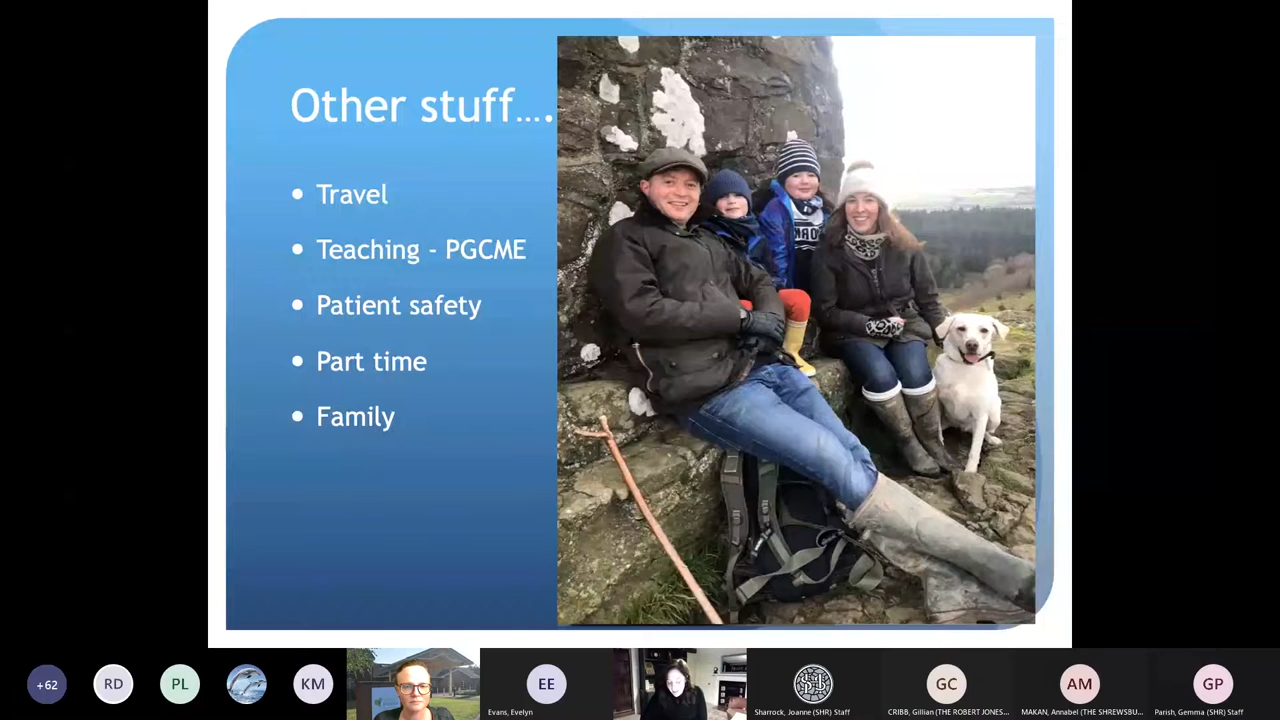 Other stuff….
Travel
Teaching - PGCME
Patient safety
Part time
Family
+62
RD
PL
KM
EE
GC
AM
GP
Evans, Evelyn
Sharrock, Joanne (SHR) Staff
CRIBB, Gillian (THE ROBERT JONES...
MAKAN, Annabel (THE SHREWSBU...
Parish, Gemma (SHR) Staff